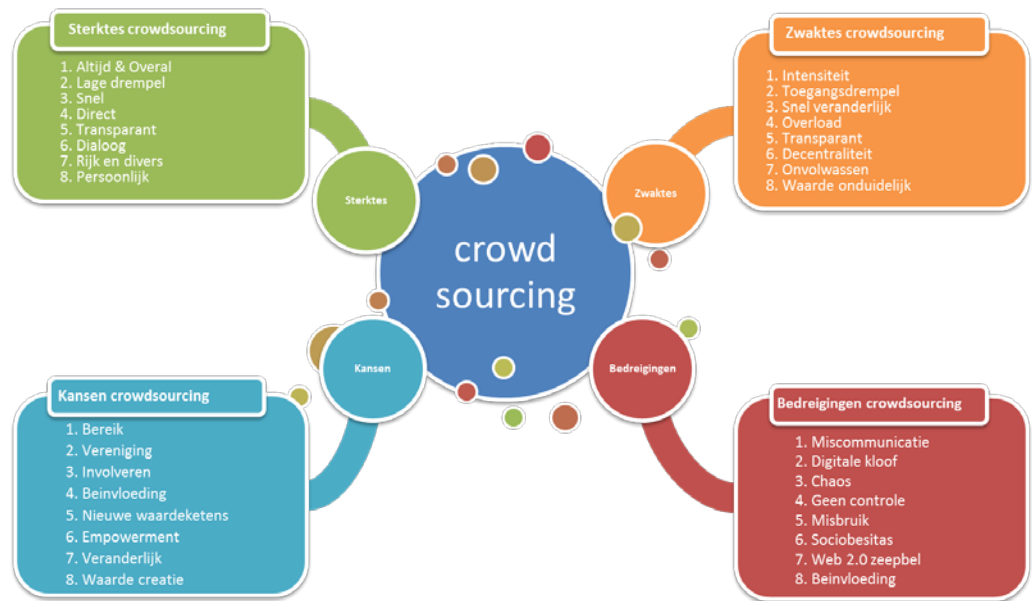 Sterktes crowdsourcing
1. Altijd & Overal
2. Lage drempel
3. Snel
4. Direct
5. Transparant
6. Dialoog
7. Rijk en divers
8. Persoonlijk
Zwaktes crowdsourcing
1. Intensiteit
2. Toegangsdrempel
3. Snel veranderlijk
4. Overload
5. Transparant
6. Decentraliteit
7. Onvolwassen
8. Waarde onduidelijk
Sterktes
Zwaktes
crowd
sourcing
Kansen
Bedreigingen
Kansen crowdsourcing
1. Bereik
2. Vereniging
3. Involveren
4. Beinvloeding
5. Nieuwe waardeketens
6. Empowerment
7. Veranderlijk
8. Waarde creatie
Bedreigingen crowdsourcing
1. Miscommunicatie
2. Digitale kloof
3. Chaos
4. Geen controle
5. Misbruik
6. Sociobesitas
7. Web 2.0 zeepbel
8. Beinvloeding